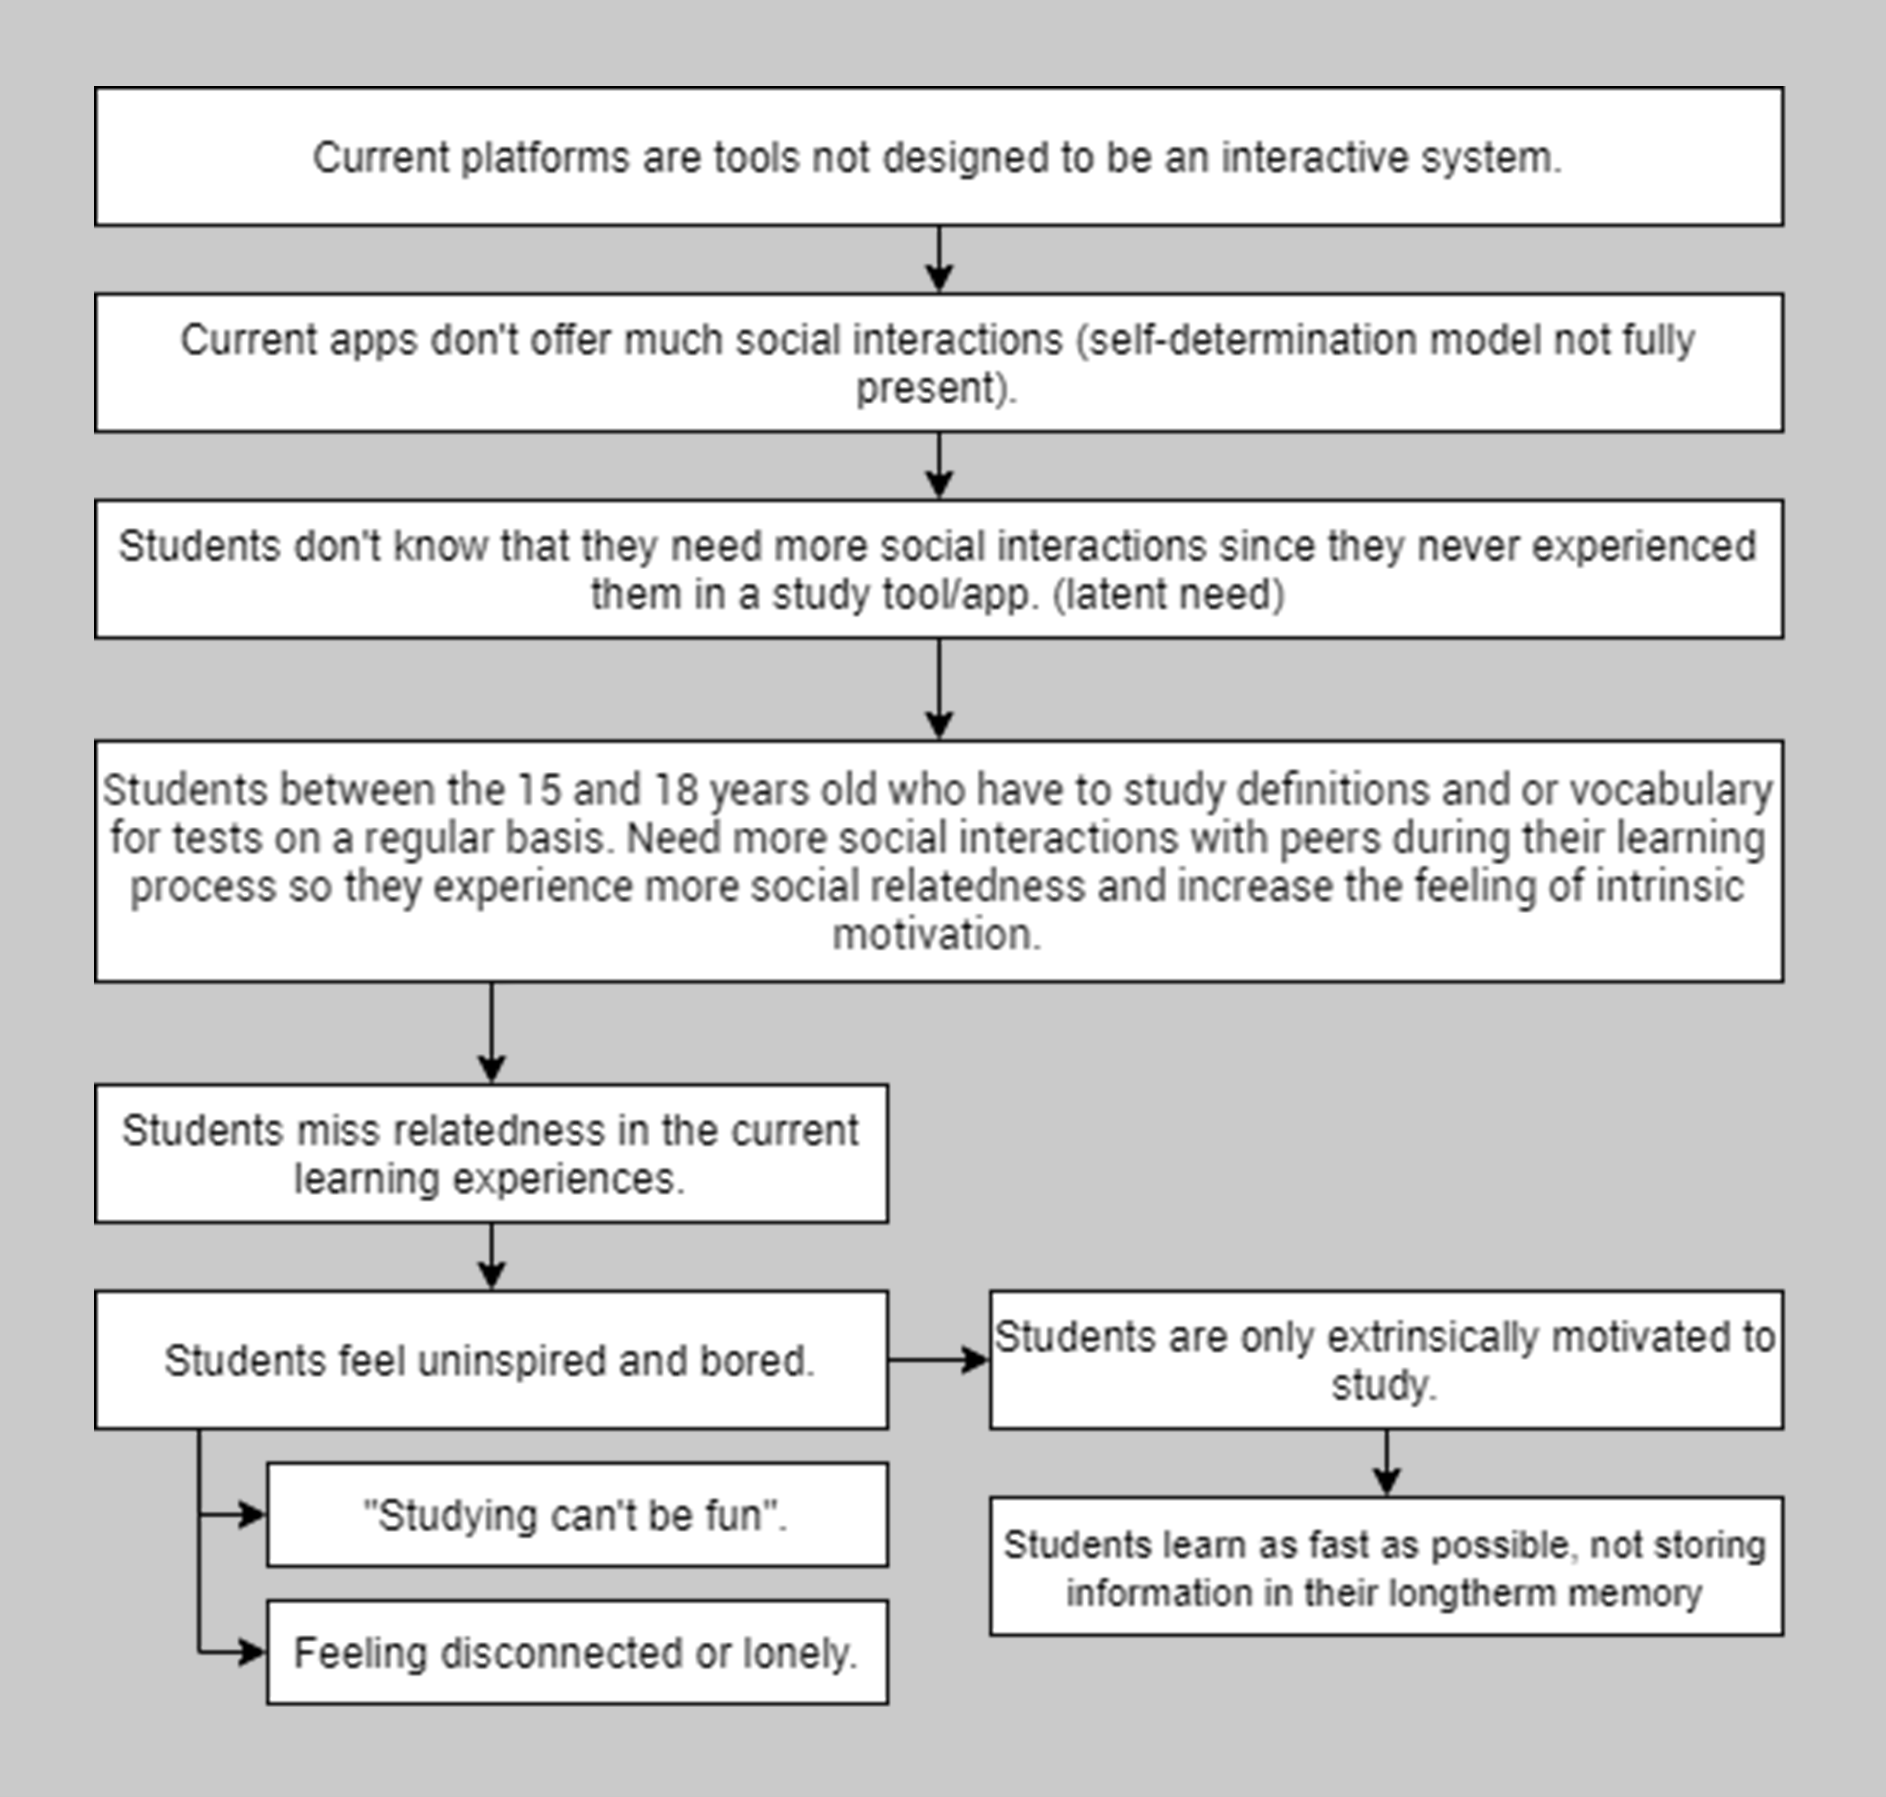 Current platforms are tools not designed to be an interactive system.
Current apps don't offer much social interactions (self-determination model not fully
present).
Students don't know that they need more social interactions since they never experienced
them in a study tool/app. (latent need)
Students between the 15 and 18 years old who have to study definitions and or vocabulary
for tests on a regular basis. Need more social interactions with peers during their learning
process so they experience more social relatedness and increase the feeling of intrinsic
motivation.
Students miss relatedness in the current
learning experiences.
Students feel uninspired and bored.
Students are only extrinsically motivated to
study.
"Studying can't be fun".
Students learn as fast as possible, not storing
information in their longtherm memory
Feeling disconnected or lonely.